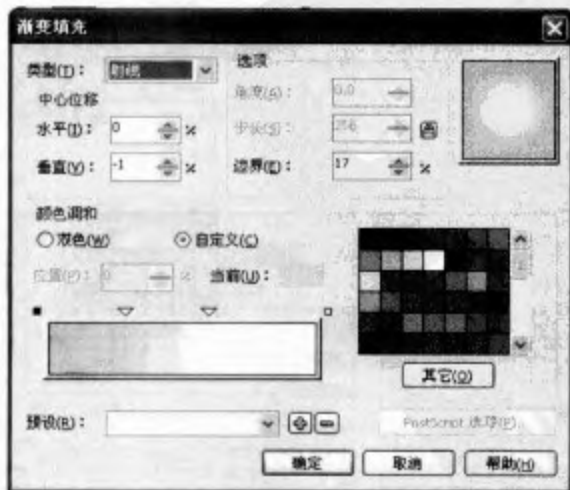 渐变填充
类型(T): 射线
选项
中心位移
角度(A): 0.0
水平(I): 0 %
步长(S): 256
垂直(V): -1 %
边界(E): 17 %
颜色调和
双色(W) 自定义(C)
位置(P): 0 % 当前(U):
其它(O)
预设(R):
PostScript 选项(P)...
确定 取消 帮助(H)